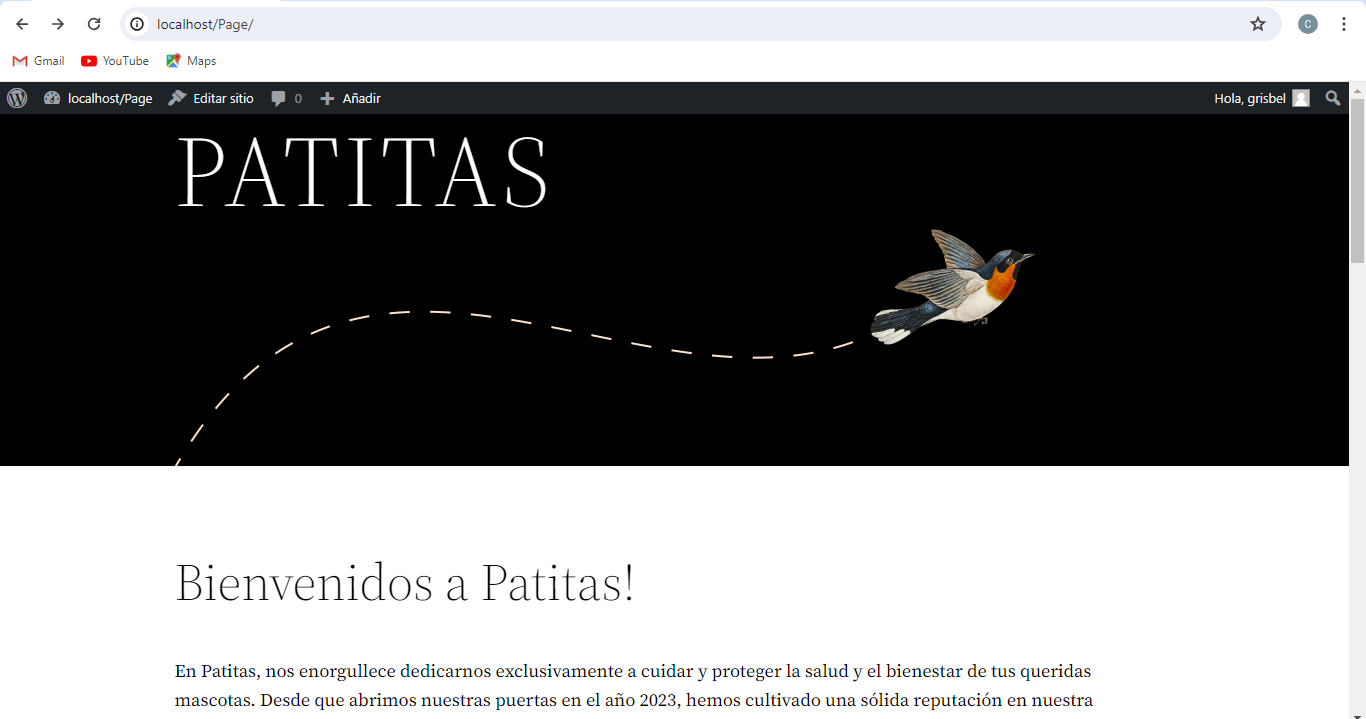 localhost/Page/
C
Gmail YouTube Maps
localhost/Page Editar sitio 0 Añadir Hola, grisbel
PATITAS
Bienvenidos a Patitas!
En Patitas, nos enorgullece dedicarnos exclusivamente a cuidar y proteger la salud y el bienestar de tus queridas
mascotas. Desde que abrimos nuestras puertas en el año 2023, hemos cultivado una sólida reputación en nuestra